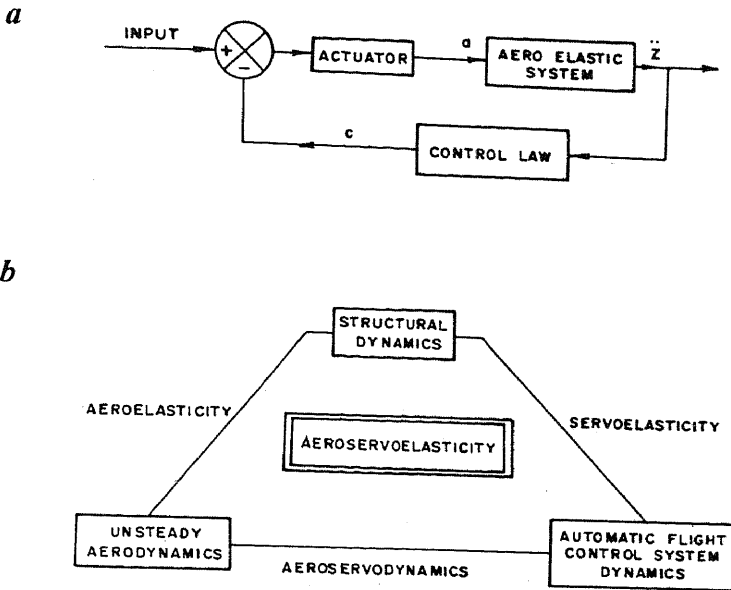 a
INPUT
+
−
ACTUATOR
a
AERO ELASTIC
SYSTEM
z̈
c
CONTROL LAW
b
STRUCTURAL
DYNAMICS
AEROELASTICITY
SERVOELASTICITY
AEROSERVOELASTICITY
UNSTEADY
AERODYNAMICS
AEROSERVODYNAMICS
AUTOMATIC FLIGHT
CONTROL SYSTEM
DYNAMICS